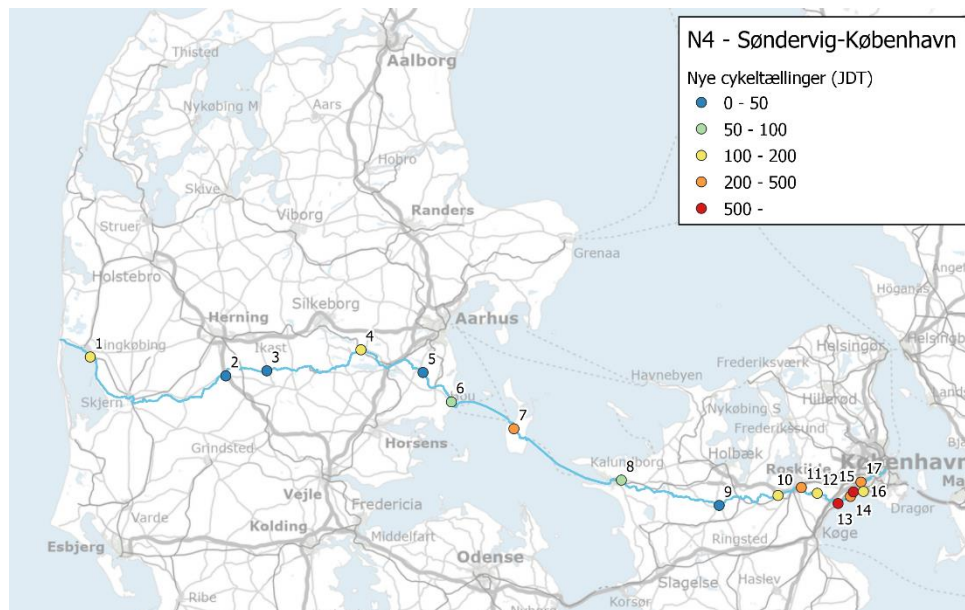 N4 - Søndervig-København
Nye cykeltællinger (JDT)
0 - 50
50 - 100
100 - 200
200 - 500
500 -
Thisted
Aalborg
Nykøbing M
Aars
Hobro
Skive
Viborg
Randers
Struer
Grenaa
Holstebro
Silkeborg
Herning
Ikast
Aarhus
1
ingkøbing
2
3
4
5
6
7
Skjern
Grindsted
Horsens
Vejle
Fredericia
Varde
Kolding
Middelfart
Esbjerg
Ribe
Odense
Havnebyen
Frederiksværk
Helsingør
Höganäs
Helsingb
Nykøbing S
Hillerød
Frederikssund
Kalundborg
Holbæk
Roskilde
København
8
9
10
11
12
13
14
15
16
17
Dragør
Køge
Ringsted
Slagelse
Haslev
Korsør